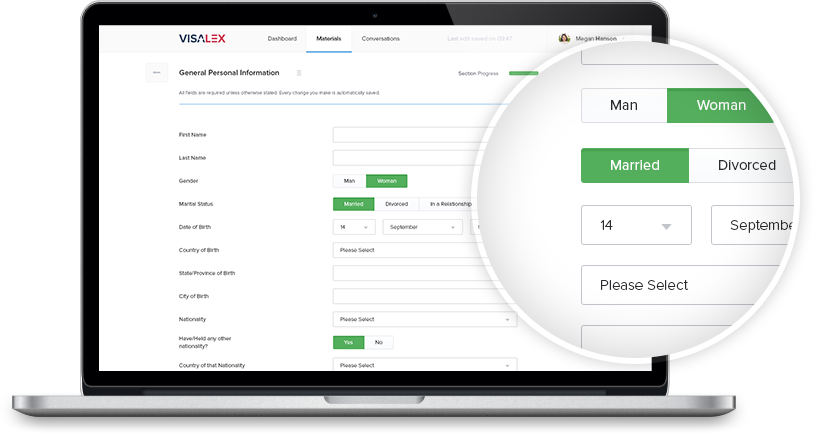 VISALEX Dashboard Materials Conversations Last edit saved on 09:47 Megan Hanson
General Personal Information Section Progress
All fields are required unless otherwise stated. Every change you make is automatically saved.
First Name
Last Name
Gender Man Woman
Marital Status Married Divorced In a Relationship
Date of Birth 14 September
Country of Birth Please Select
State/Province of Birth
City of Birth
Nationality Please Select
Have/Held any other
nationality? Yes No
Country of that Nationality Please Select
Man Woman
Married Divorced
14 Septembe
Please Select